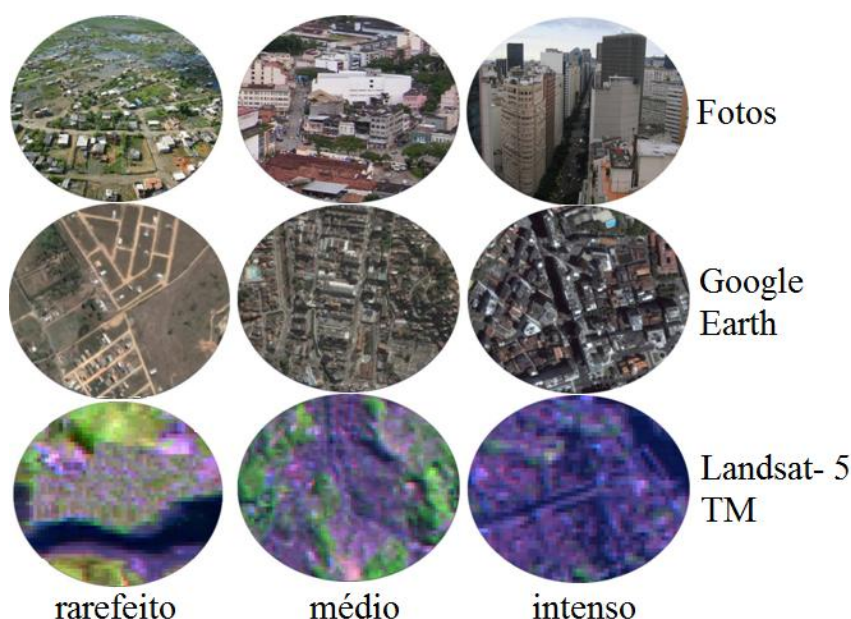 Fotos
Google
Earth
Landsat- 5
TM
rarefeito médio intenso